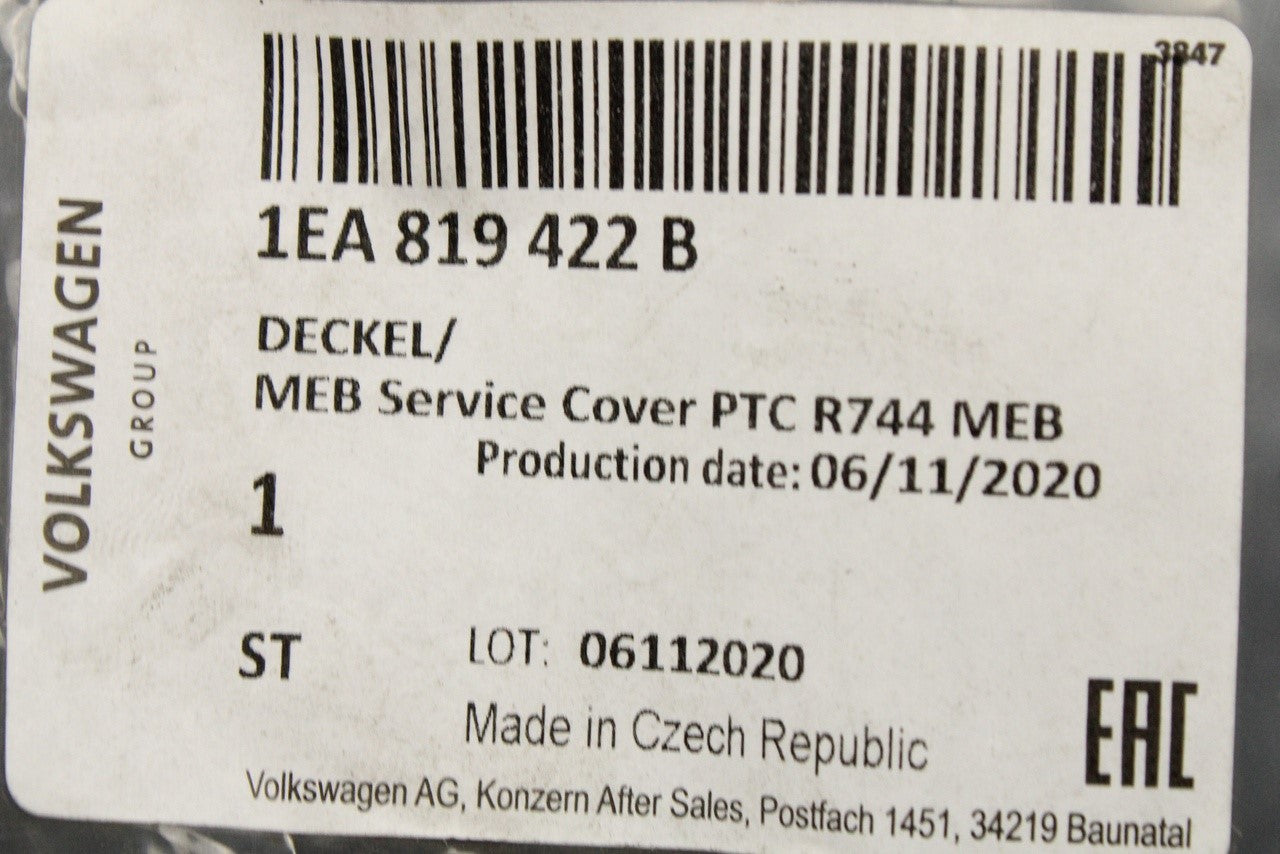 3847
1EA 819 422 B
DECKEL/
MEB Service Cover PTC R744 MEB
Production date: 06/11/2020
1
ST
LOT: 06112020
Made in Czech Republic
EAC
Volkswagen AG, Konzern After Sales, Postfach 1451, 34219 Baunatal
VOLKSWAGEN
GROUP